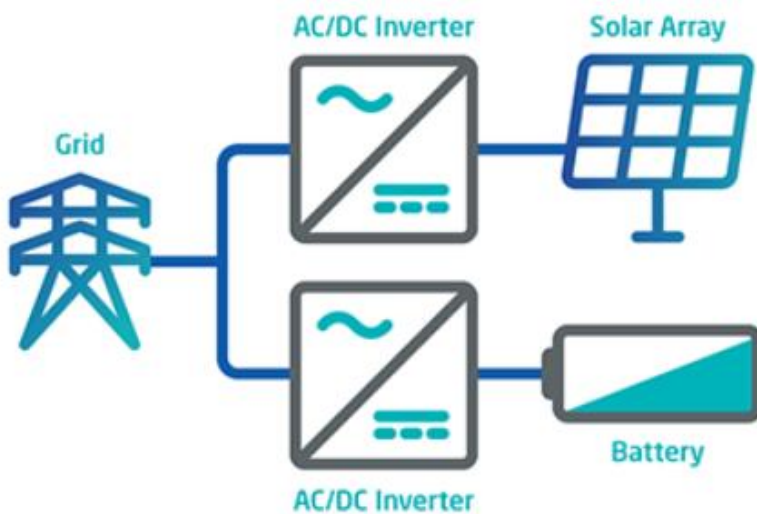 AC/DC Inverter
Solar Array
Grid
Battery
AC/DC Inverter